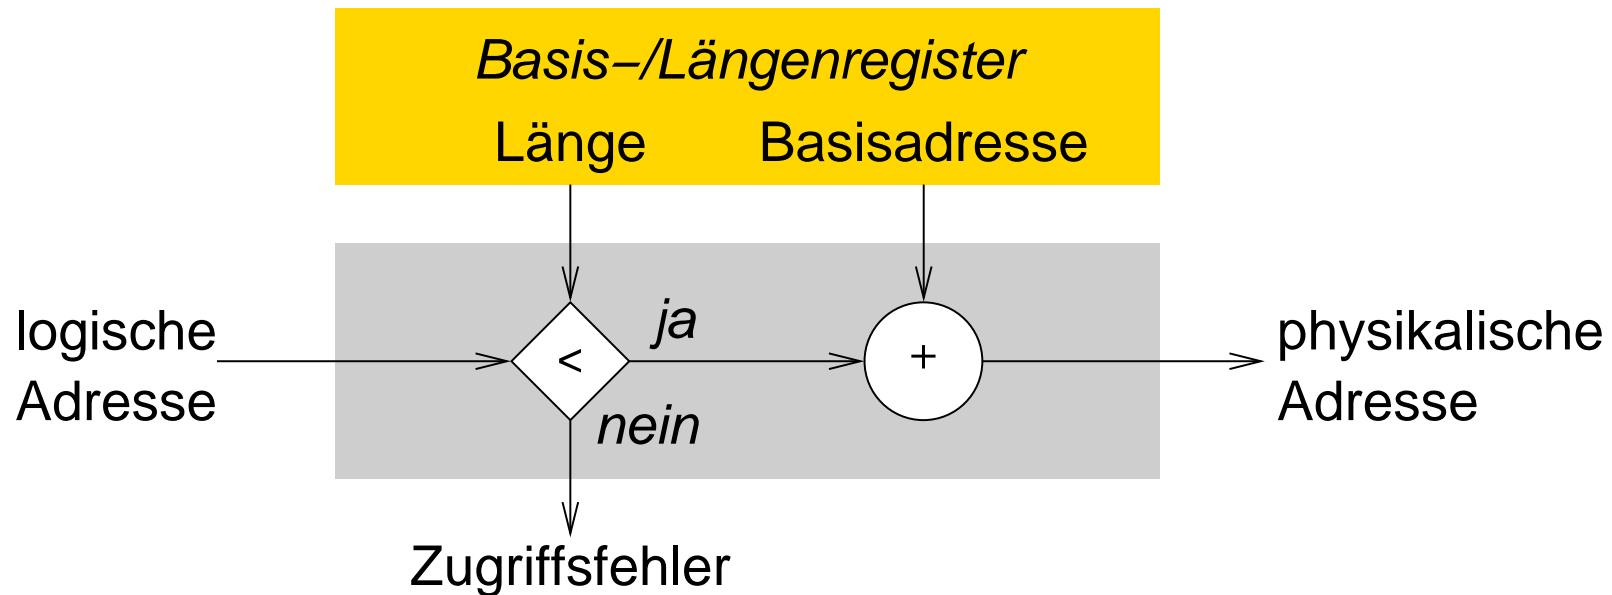 Basis–/Längenregister
Länge Basisadresse
logische
Adresse
<
ja
nein
+
physikalische
Adresse
Zugriffsfehler